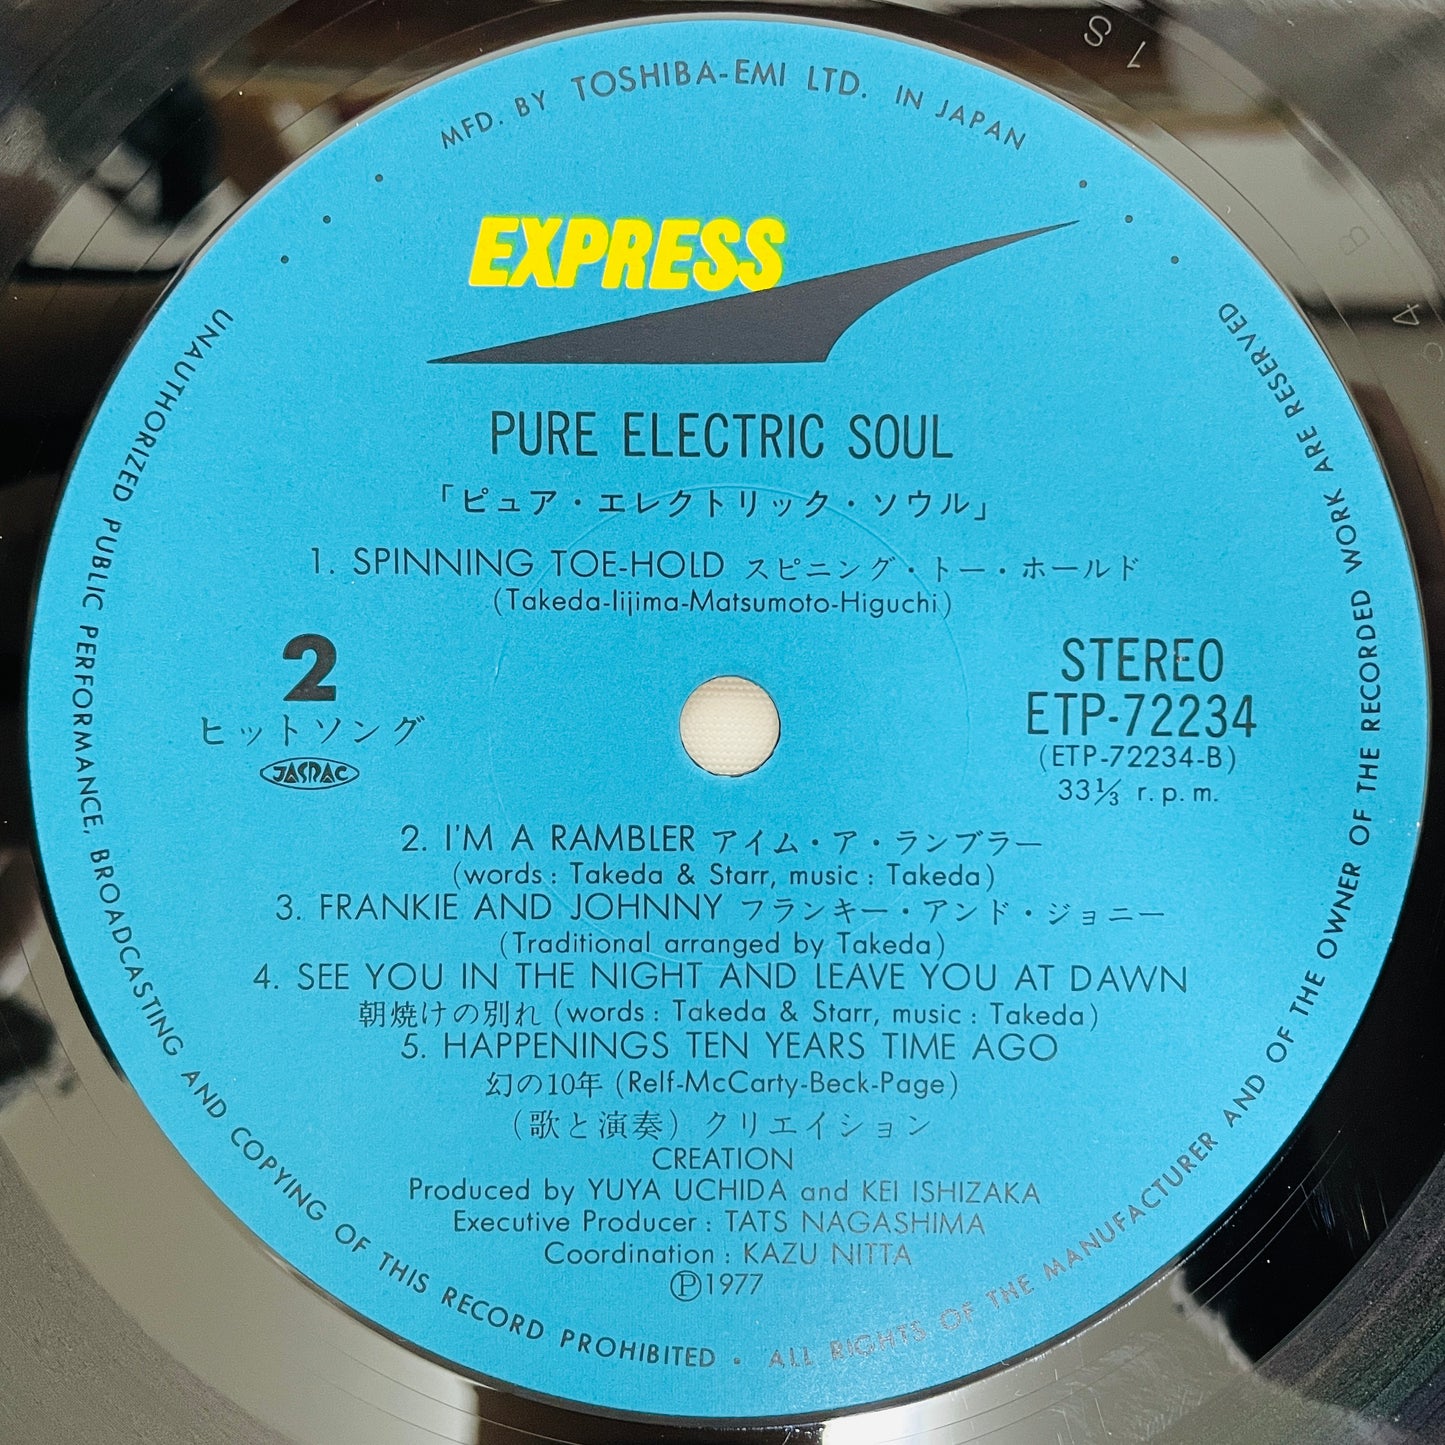 MFD. BY TOSHIBA-EMI LTD. IN JAPAN
EXPRESS
PURE ELECTRIC SOUL
「ピュア・エレクトリック・ソウル」
1. SPINNING TOE-HOLD スピニング・トー・ホールド
(Takeda-Iijima-Matsumoto-Higuchi)
2
ヒットソング
JASRAC
STEREO
ETP-72234
(ETP-72234-B)
33⅓ r.p.m.
2. I'M A RAMBLER アイム・ア・ランブラー
(words : Takeda & Starr, music : Takeda)
3. FRANKIE AND JOHNNY フランキー・アンド・ジョニー
(Traditional arranged by Takeda)
4. SEE YOU IN THE NIGHT AND LEAVE YOU AT DAWN
朝焼けの別れ (words : Takeda & Starr, music : Takeda)
5. HAPPENINGS TEN YEARS TIME AGO
幻の10年 (Relf-McCarty-Beck-Page)
(歌と演奏) クリエイション
CREATION
Produced by YUYA UCHIDA and KEI ISHIZAKA
Executive Producer : TATS NAGASHIMA
Coordination : KAZU NITTA
Ⓟ1977
UNAUTHORIZED PUBLIC PERFORMANCE, BROADCASTING AND COPYING OF THIS RECORD PROHIBITED • ALL RIGHTS OF THE MANUFACTURER AND OF THE OWNER OF THE RECORDED WORK ARE RESERVED
1 S